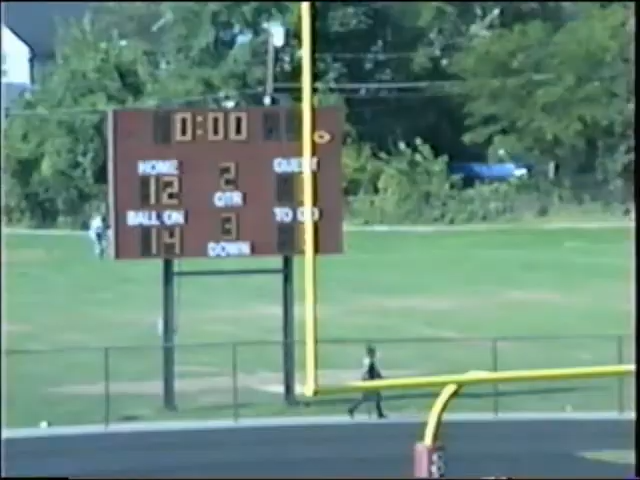 0:00
HOME 2 GUEST
12 QTR
BALL ON 3 TO GO
14 DOWN